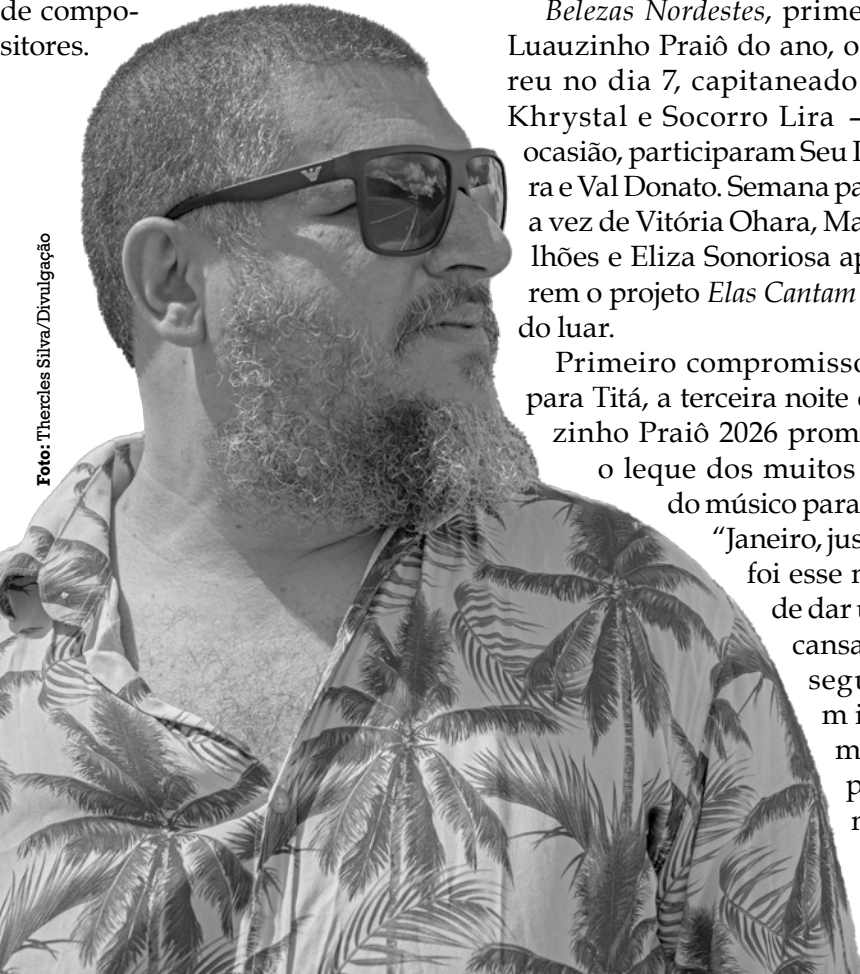 de compo-
sitores.
Foto: Thercles Silva/Divulgação
Belezas Nordestes, prime
Luauzinho Praiô do ano, o
reu no dia 7, capitaneado
Khrystal e Socorro Lira –
ocasião, participaram Seu
ra e Val Donato. Semana pa
a vez de Vitória Ohara, Ma
lhões e Eliza Sonoriosa ap
rem o projeto Elas Cantam
do luar.
Primeiro compromisso
para Titá, a terceira noite
zinho Praiô 2026 prom
o leque dos muitos
do músico para
“Janeiro, jus
foi esse
de dar
cansa
segu
m i
m
p